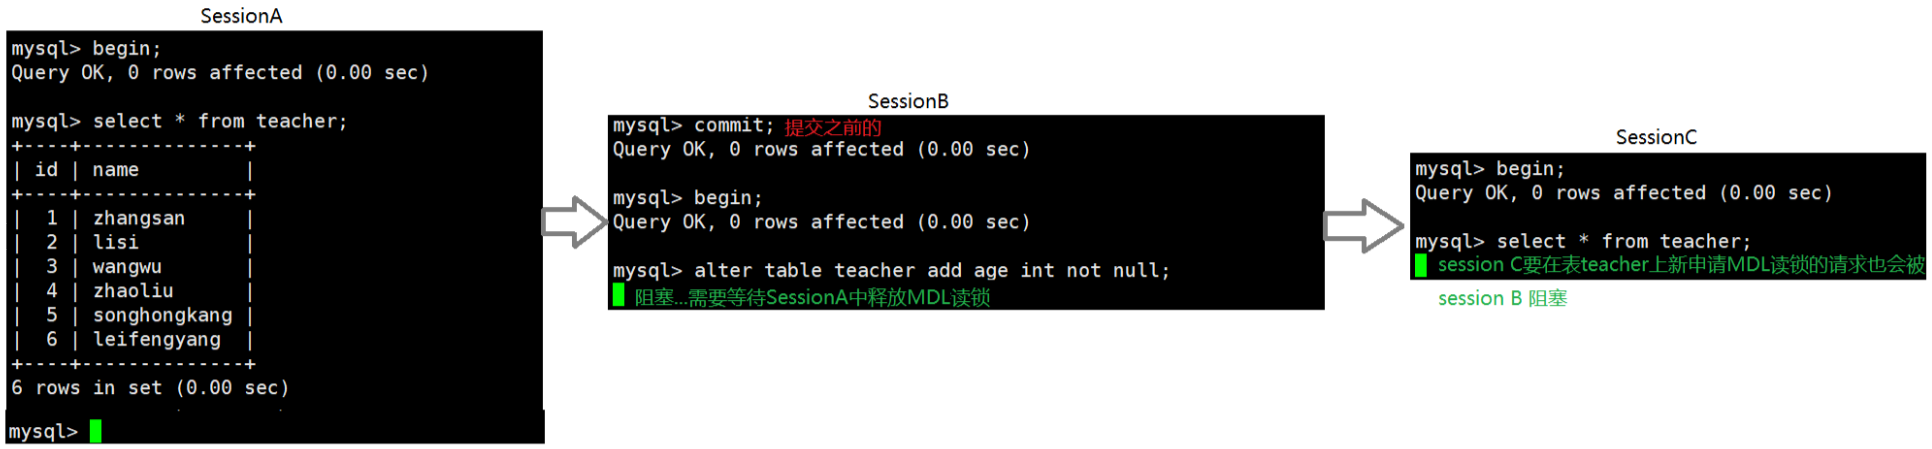 SessionA
mysql> begin;
Query OK, 0 rows affected (0.00 sec)
mysql> select * from teacher;
+----+--------------+
| id | name         |
+----+--------------+
|  1 | zhangsan     |
|  2 | lisi         |
|  3 | wangwu       |
|  4 | zhaoliu      |
|  5 | songhongkang |
|  6 | leifengyang  |
+----+--------------+
6 rows in set (0.00 sec)
mysql>
SessionB
mysql> commit; 提交之前的
Query OK, 0 rows affected (0.00 sec)
mysql> begin;
Query OK, 0 rows affected (0.00 sec)
mysql> alter table teacher add age int not null;
阻塞...需要等待SessionA中释放MDL读锁
SessionC
mysql> begin;
Query OK, 0 rows affected (0.00 sec)
mysql> select * from teacher;
session C要在表teacher上新申请MDL读锁的请求也会被
session B 阻塞